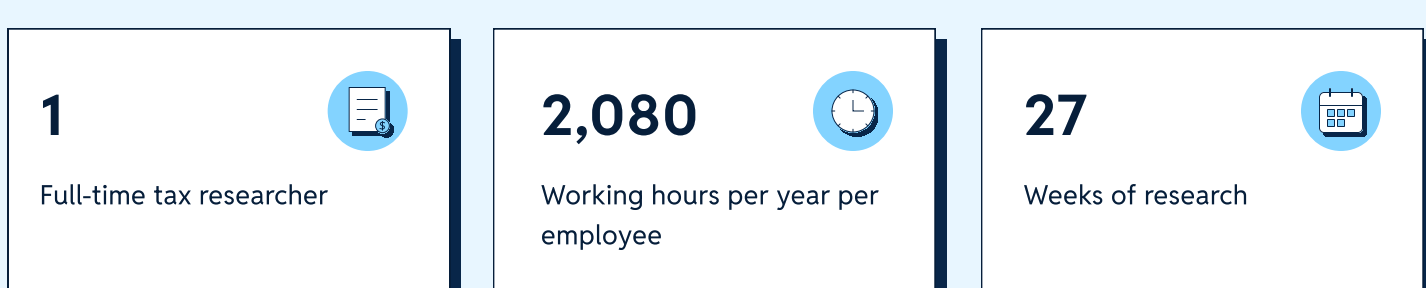 1
Full-time tax researcher
2,080
Working hours per year per
employee
27
Weeks of research